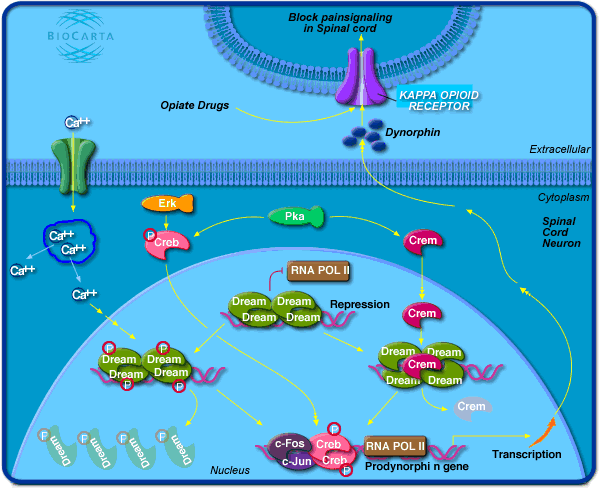 BIOCARTA
Block painsignaling
in Spinal cord
KAPPA OPIOID
RECEPTOR
Opiate Drugs
Dynorphin
Ca++
Extracellular
Cytoplasm
Spinal
Cord
Neuron
Erk
Pka
P
Creb
Crem
Ca++
Ca++
Ca++
Ca++
RNA POL II
Repression
Dream
Dream
Dream
Dream
Crem
P
P
Dream
Dream
Dream
Dream
P
P
Dream
Dream
Crem
Dream
Dream
Crem
P
P
P
P
Dream
Dream
Dream
Dream
P
c-Fos
Creb
c-Jun
Creb
P
RNA POL II
Prodynorphi n gene
Transcription
Nucleus